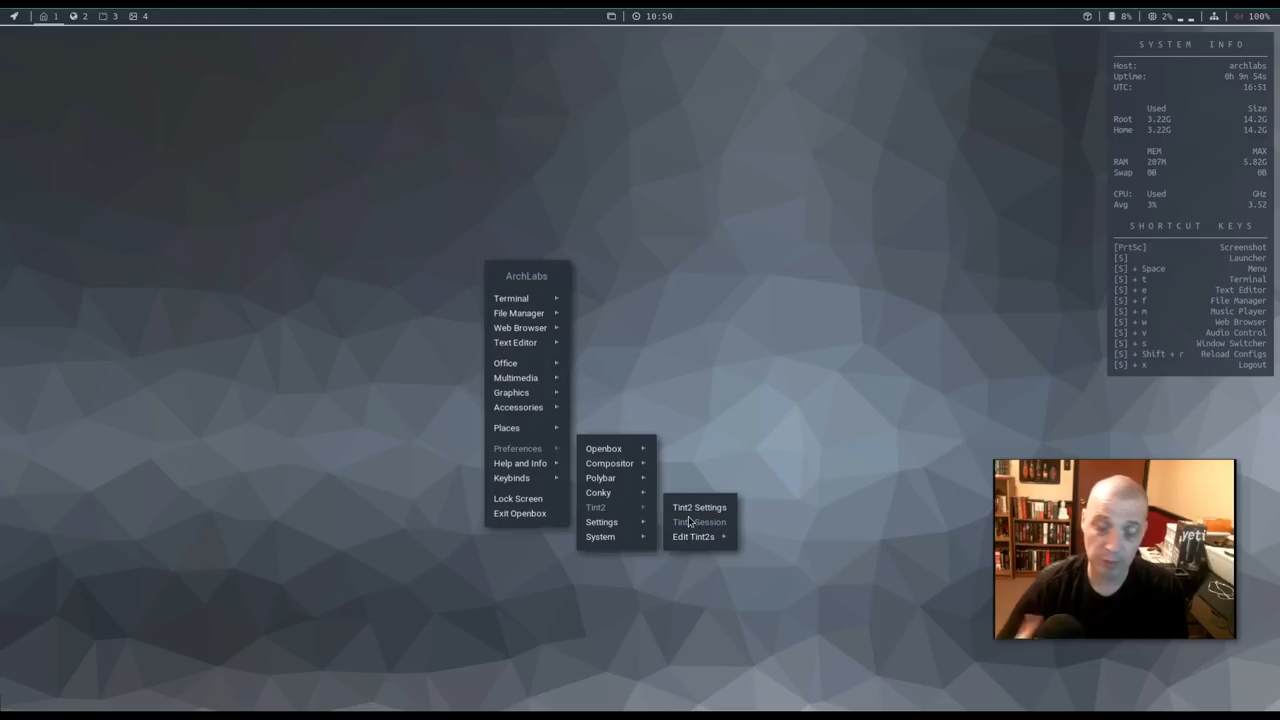 1 2 3 4
10:50
8% 2% 100%
SYSTEM INFO
Host: archlabs
Uptime: 0h 9m 54s
UTC: 16:51
Used Size
Root 3.22G 14.2G
Home 3.22G 14.2G
MEM MAX
RAM 207M 5.82G
Swap 0B 0B
CPU: Used GHz
Avg 3% 3.52
SHORTCUT KEYS
[PrtSc] Screenshot
[S] Launcher
[S] + Space Menu
[S] + t Terminal
[S] + e Text Editor
[S] + f File Manager
[S] + m Music Player
[S] + w Web Browser
[S] + v Audio Control
[S] + s Window Switcher
[S] + Shift + r Reload Configs
[S] + x Logout
ArchLabs
Terminal
File Manager
Web Browser
Text Editor
Office
Multimedia
Graphics
Accessories
Places
Preferences
Help and Info
Keybinds
Lock Screen
Exit Openbox
Openbox
Compositor
Polybar
Conky
Tint2
Settings
System
Tint2 Settings
Tint2 Session
Edit Tint2s
yeti